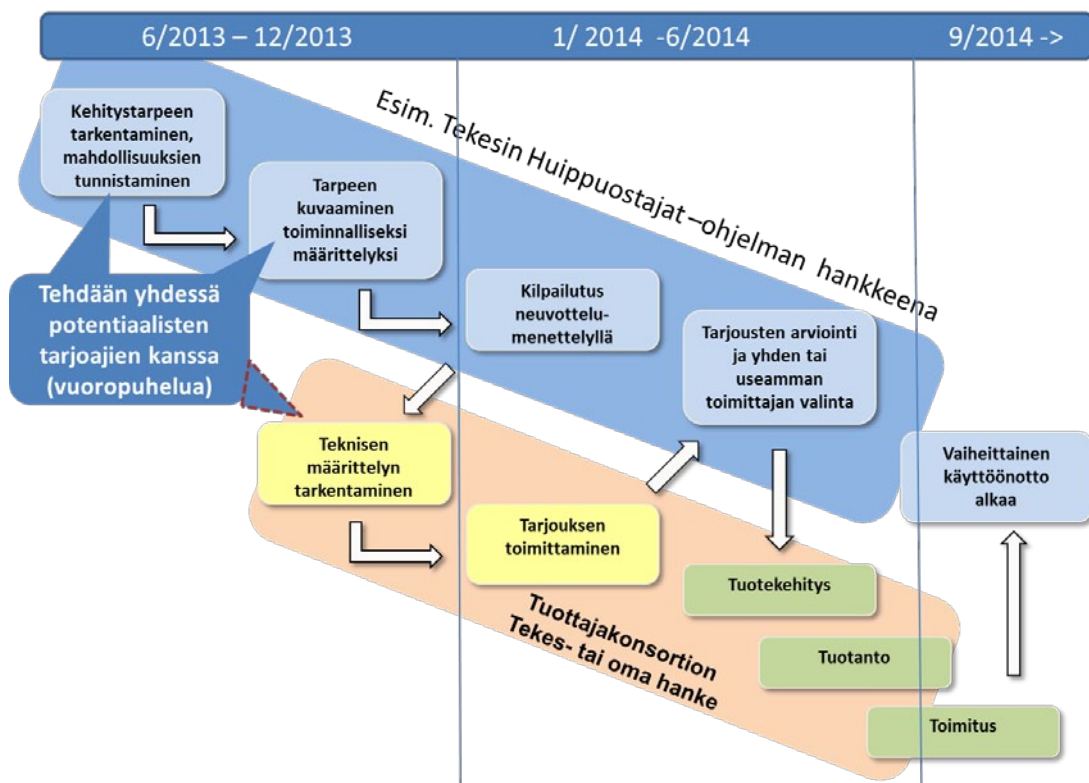 6/2013 – 12/2013
1/ 2014 -6/2014
9/2014 ->
Esim. Tekesin Huippuostajat –ohjelman hankkeena
Kehitystarpeen
tarkentaminen,
mahdollisuuksien
tunnistaminen
Tarpeen
kuvaaminen
toiminnalliseksi
määrittelyksi
Tehdään yhdessä
potentiaalisten
tarjoajien kanssa
(vuoropuhelua)
Kilpailutus
neuvottelu-
menettelyllä
Tarjousten arviointi
ja yhden tai
useamman
toimittajan valinta
Teknisen
määrittelyn
tarkentaminen
Tarjouksen
toimittaminen
Vaiheittainen
käyttöönotto
alkaa
Tuotekehitys
Tuottajakonsortion
Tekes- tai oma hanke
Tuotanto
Toimitus